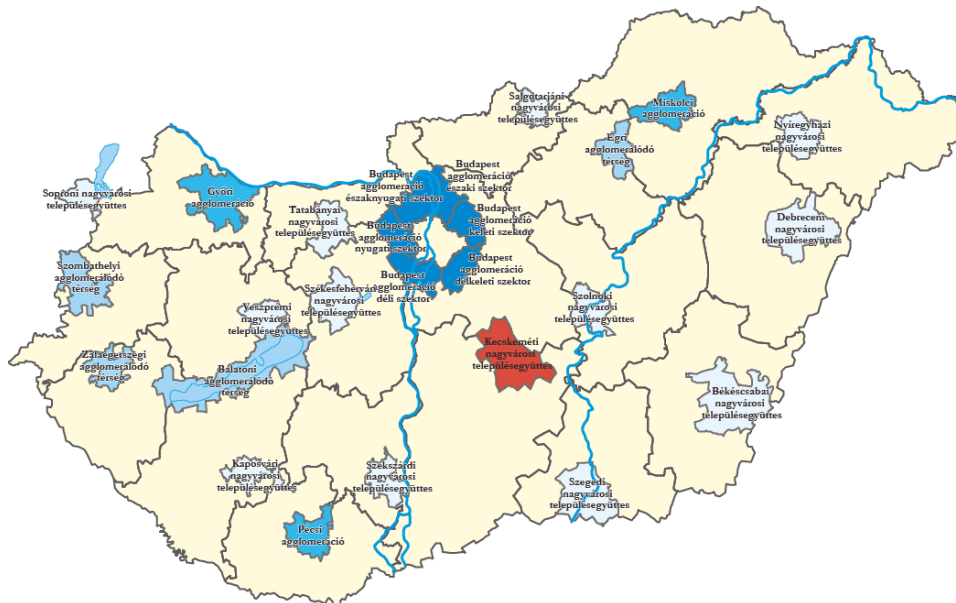 Salgótarjáni
nagyvárosi
településegyüttes
Miskolci
agglomeráció
Egri
agglomerálódó
térség
Nyíregyházi
nagyvárosi
településegyüttes
Budapest
agglomeráció
északi szektor
Budapest
agglomeráció
északnyugati szektor
Soproni nagyvárosi
településegyüttes
Győri
agglomeráció
Tatabányai
nagyvárosi
településegyüttes
Budapest
agglomeráció
nyugati szektor
Budapest
agglomeráció
keleti szektor
Debreceni
nagyvárosi
településegyüttes
Szombathelyi
agglomerálódó
térség
Székesfehérvári
nagyvárosi
településegyüttes
Budapest
agglomeráció
déli szektor
Budapest
agglomeráció
délkeleti szektor
Veszprémi
nagyvárosi
településegyüttes
Szolnoki
nagyvárosi
településegyüttes
Zalaegerszegi
agglomerálódó
térség
Balatoni
agglomerálódó
térség
Kecskeméti
nagyvárosi
településegyüttes
Békéscsabai
nagyvárosi
településegyüttes
Kaposvári
nagyvárosi
településegyüttes
Szekszárdi
nagyvárosi
településegyüttes
Szegedi
nagyvárosi
településegyüttes
Pécsi
agglomeráció